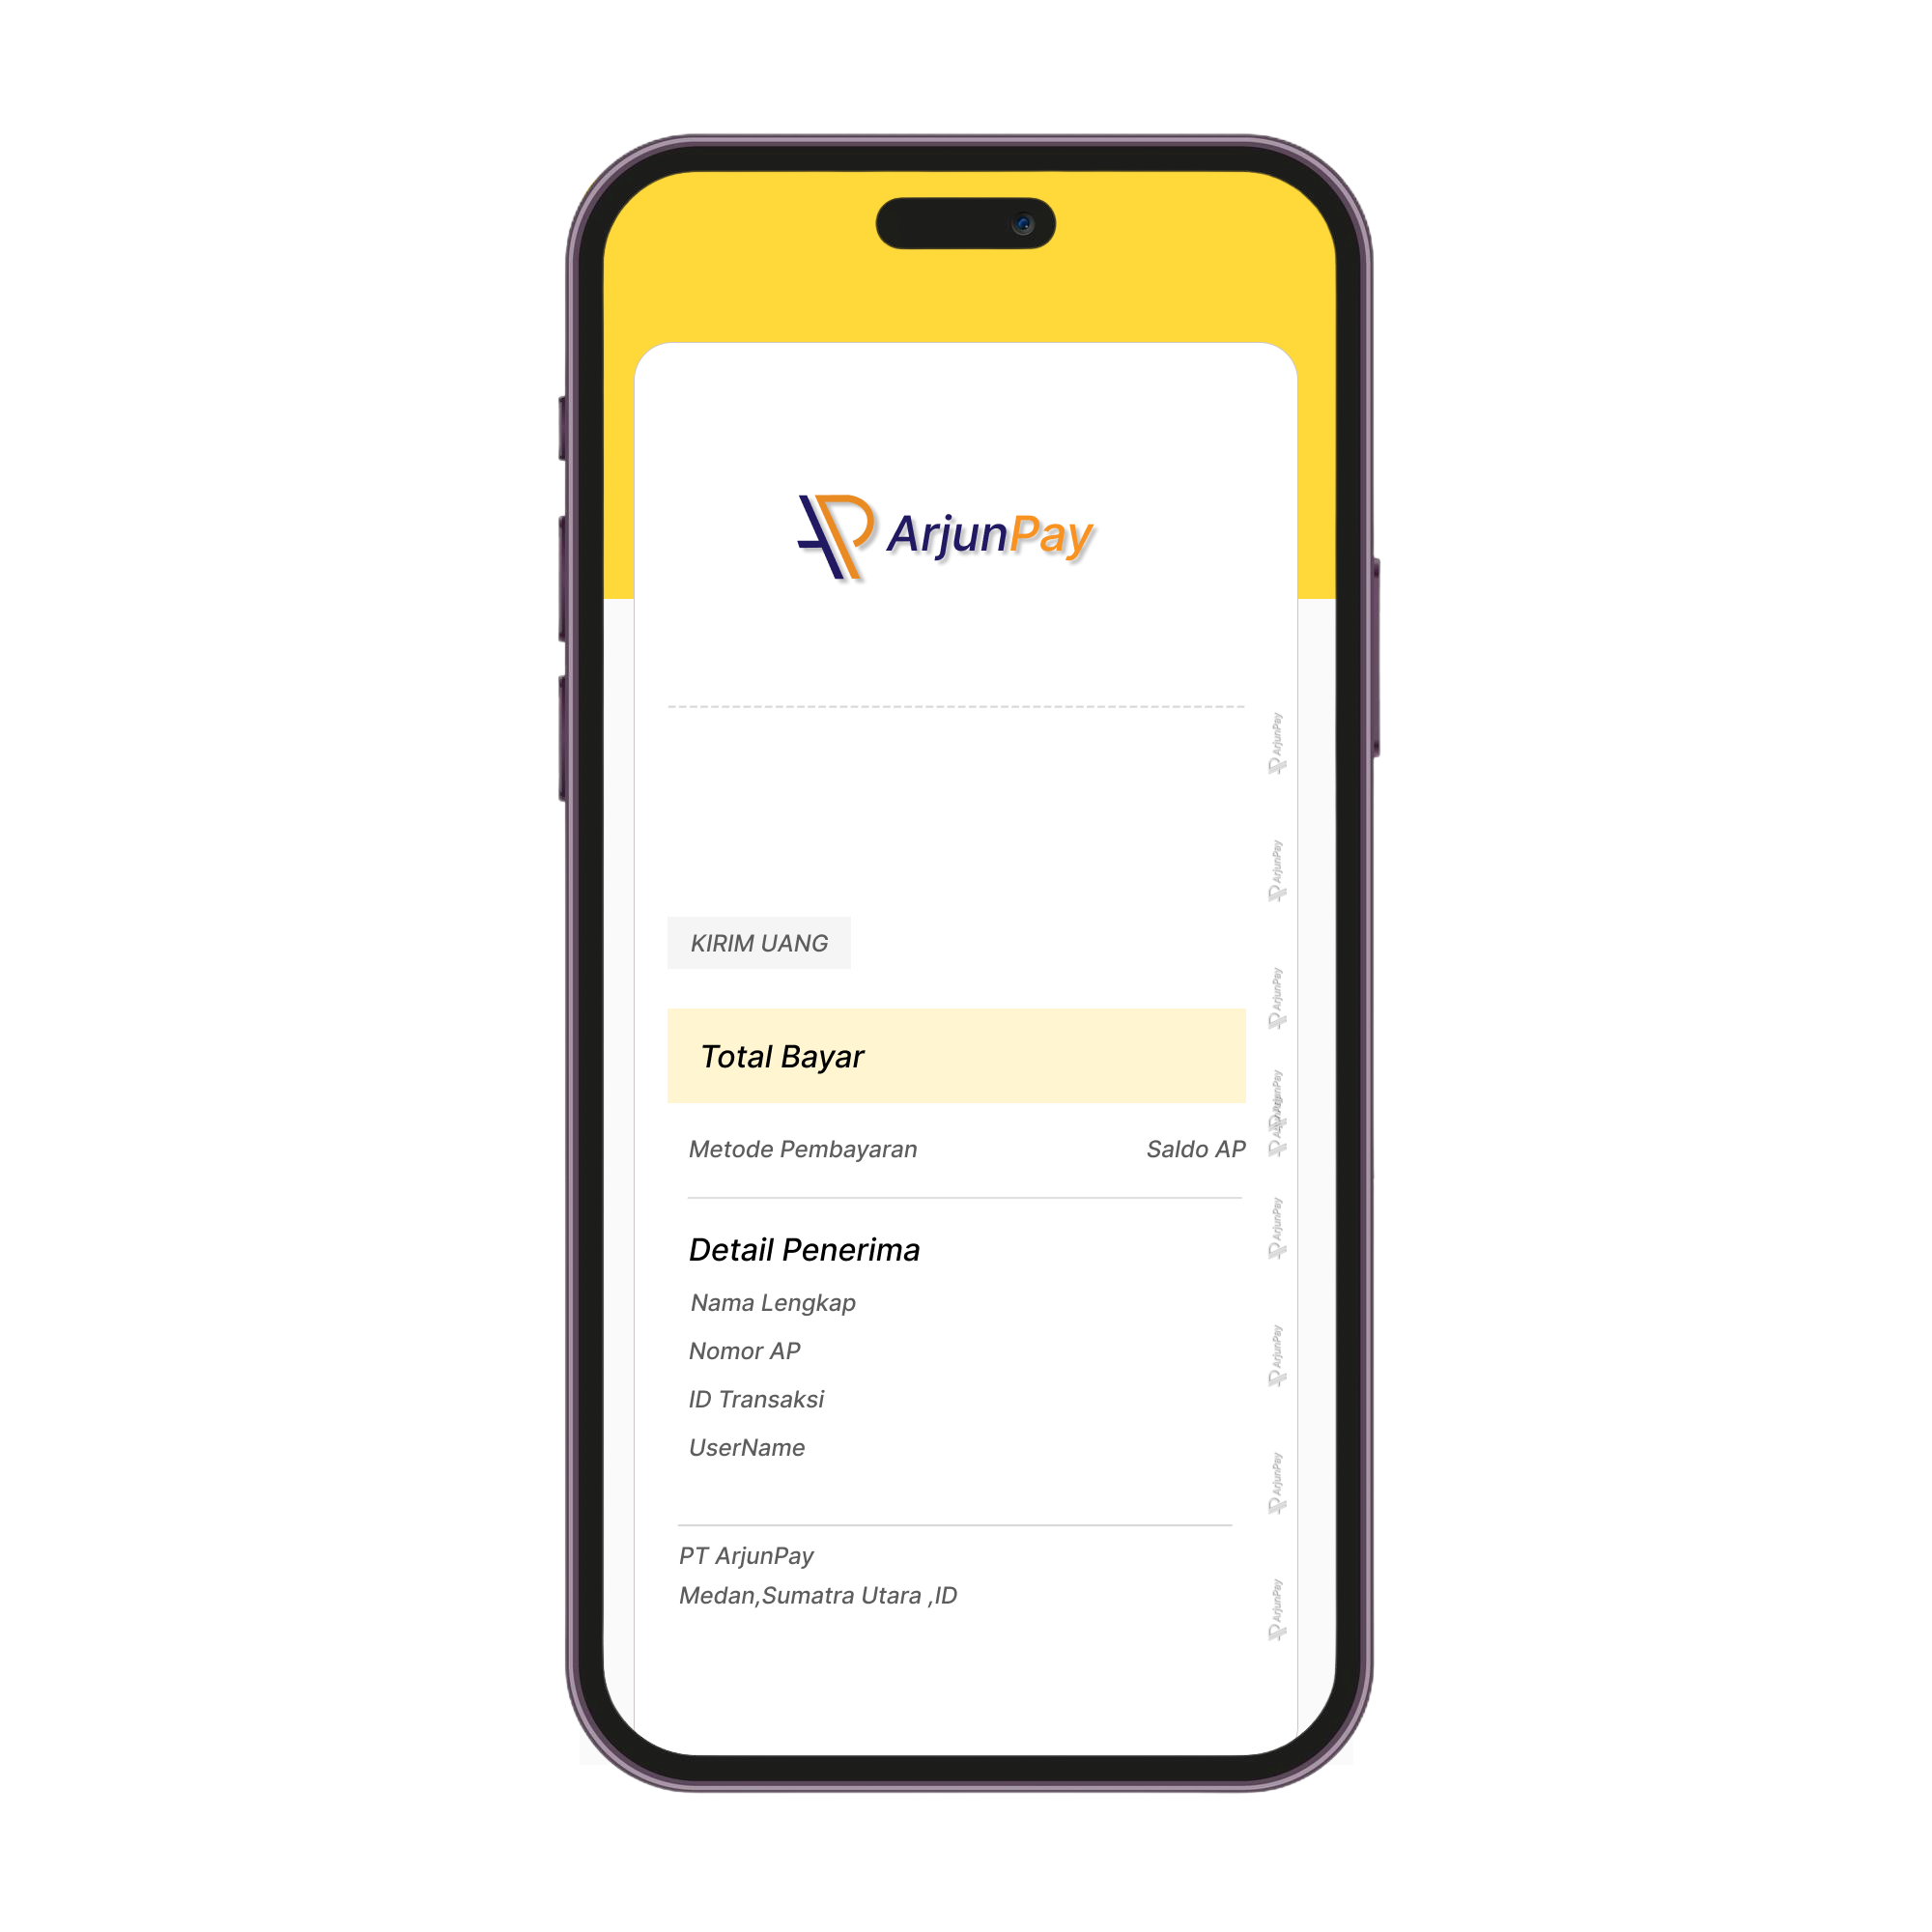 ArjunPay
ArjunPay
ArjunPay
KIRIM UANG
ArjunPay
Total Bayar
ArjunPay
Metode Pembayaran Saldo AP
ArjunPay
ArjunPay
Detail Penerima
Nama Lengkap
Nomor AP
ArjunPay
ID Transaksi
UserName
ArjunPay
PT ArjunPay
Medan,Sumatra Utara ,ID
ArjunPay